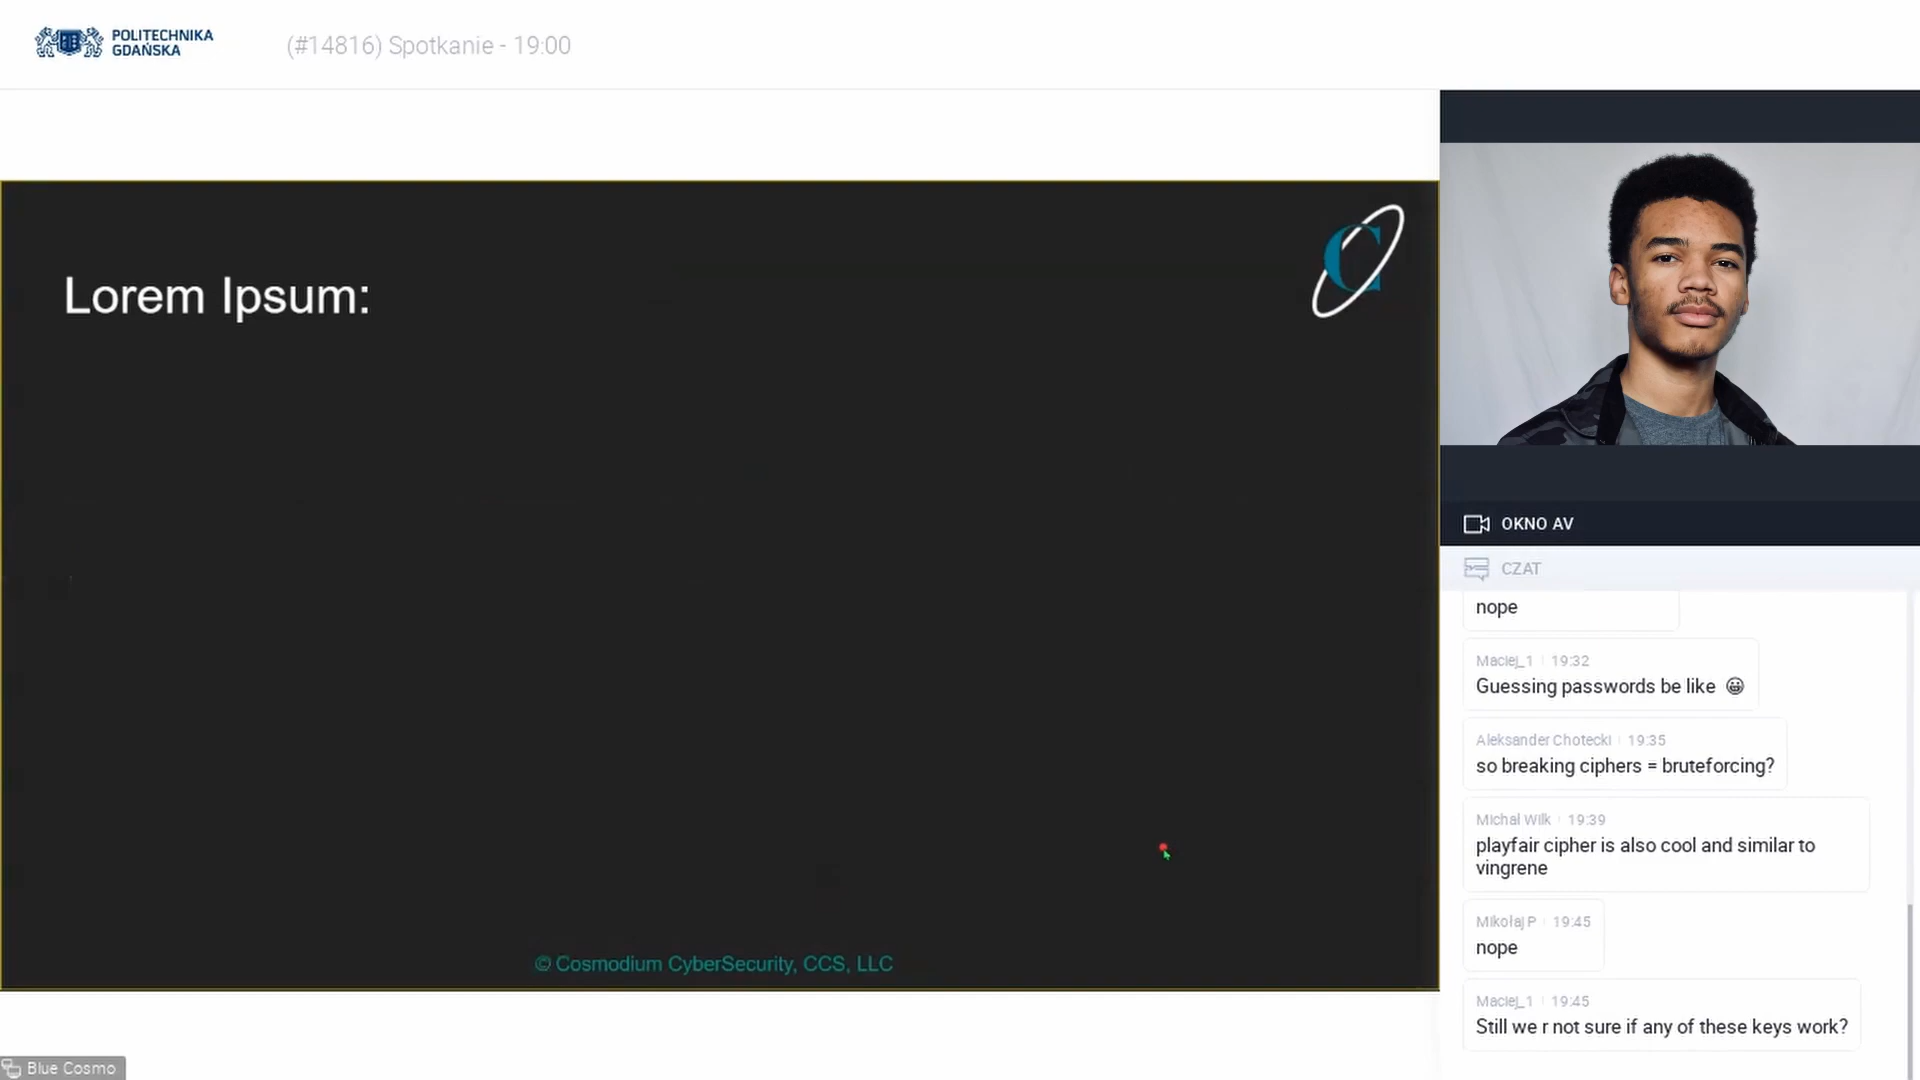 POLITECHNIKA
GDAŃSKA
(#14816) Spotkanie - 19:00
Lorem Ipsum:
C
© Cosmodium CyberSecurity, CCS, LLC
Blue Cosmo
OKNO AV
CZAT
nope
Maciej_1 19:32
Guessing passwords be like 😀
Aleksander Chotecki 19:35
so breaking ciphers = bruteforcing?
Michał Wilk 19:39
playfair cipher is also cool and similar to
vingrene
Mikołaj P 19:45
nope
Maciej_1 19:45
Still we r not sure if any of these keys work?